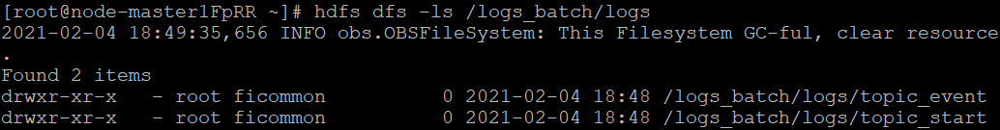 [root@node-master1FpRR ~]# hdfs dfs -ls /logs_batch/logs
2021-02-04 18:49:35,656 INFO obs.OBSFileSystem: This Filesystem GC-ful, clear resource
.
Found 2 items
drwxr-xr-x   - root ficommon          0 2021-02-04 18:48 /logs_batch/logs/topic_event
drwxr-xr-x   - root ficommon          0 2021-02-04 18:48 /logs_batch/logs/topic_start